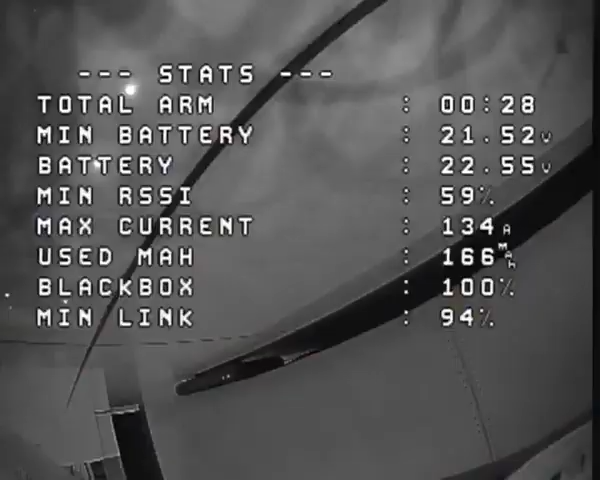 --- STATS ---
TOTAL ARM : 00:28
MIN BATTERY : 21.52V
BATTERY : 22.55V
MIN RSSI : 59%
MAX CURRENT : 134A
USED MAH : 166mAh
BLACKBOX : 100%
MIN LINK : 94%